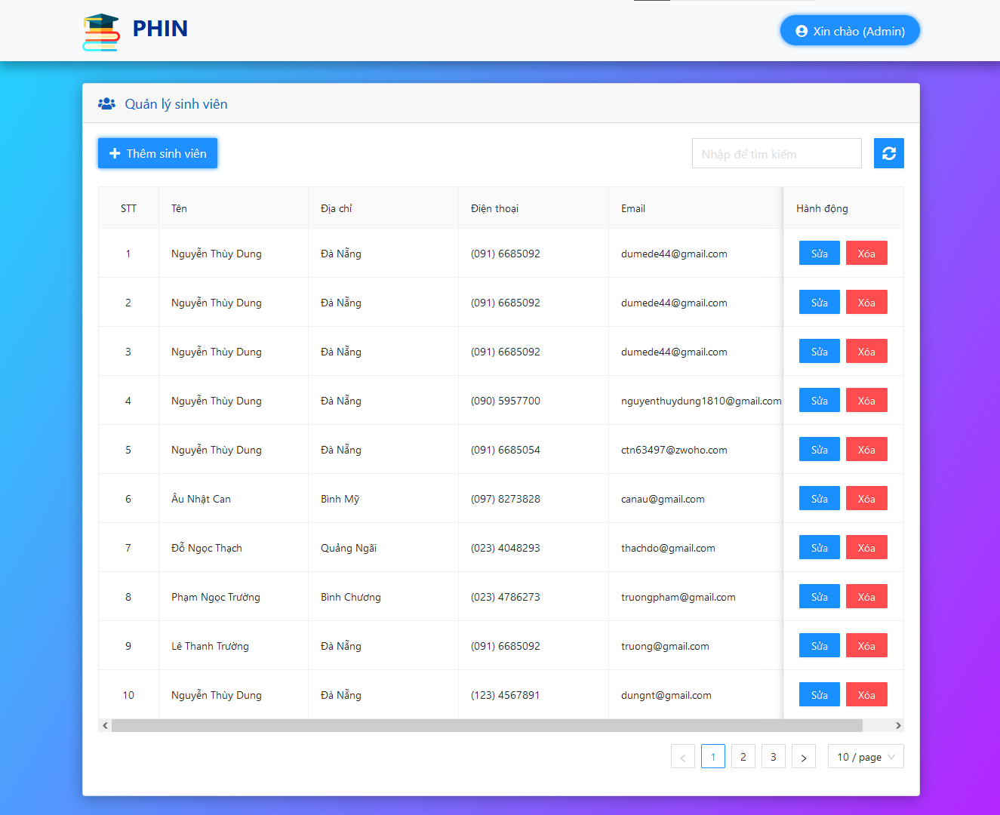 PHIN
Xin chào (Admin)
Quản lý sinh viên
Thêm sinh viên
Nhập để tìm kiếm
STT Tên Địa chỉ Điện thoại Email Hành động
1 Nguyễn Thùy Dung Đà Nẵng (091) 6685092 dumede44@gmail.com Sửa Xóa
2 Nguyễn Thùy Dung Đà Nẵng (091) 6685092 dumede44@gmail.com Sửa Xóa
3 Nguyễn Thùy Dung Đà Nẵng (091) 6685092 dumede44@gmail.com Sửa Xóa
4 Nguyễn Thùy Dung Đà Nẵng (090) 5957700 nguyenthuydung1810@gmail.com Sửa Xóa
5 Nguyễn Thùy Dung Đà Nẵng (091) 6685054 ctn63497@zwoho.com Sửa Xóa
6 Âu Nhật Can Bình Mỹ (097) 8273828 canau@gmail.com Sửa Xóa
7 Đỗ Ngọc Thạch Quảng Ngãi (023) 4048293 thachdo@gmail.com Sửa Xóa
8 Phạm Ngọc Trường Bình Chương (023) 4786273 truongpham@gmail.com Sửa Xóa
9 Lê Thanh Trường Đà Nẵng (091) 6685092 truong@gmail.com Sửa Xóa
10 Nguyễn Thùy Dung Đà Nẵng (123) 4567891 dungnt@gmail.com Sửa Xóa
< 1 2 3 > 10 / page